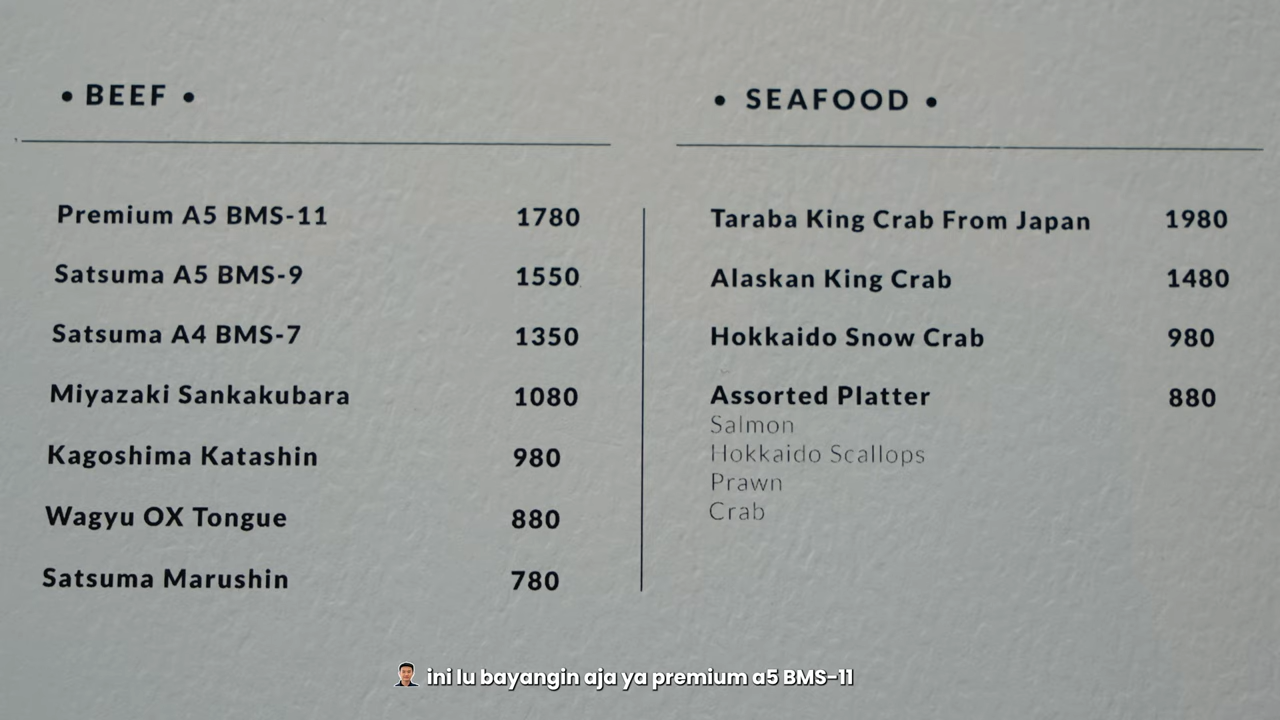 • BEEF •
Premium A5 BMS-11 1780
Satsuma A5 BMS-9 1550
Satsuma A4 BMS-7 1350
Miyazaki Sankakubara 1080
Kagoshima Katashin 980
Wagyu OX Tongue 880
Satsuma Marushin 780
• SEAFOOD •
Taraba King Crab From Japan 1980
Alaskan King Crab 1480
Hokkaido Snow Crab 980
Assorted Platter 880
Salmon
Hokkaido Scallops
Prawn
Crab
ini lu bayangin aja ya premium a5 BMS-11